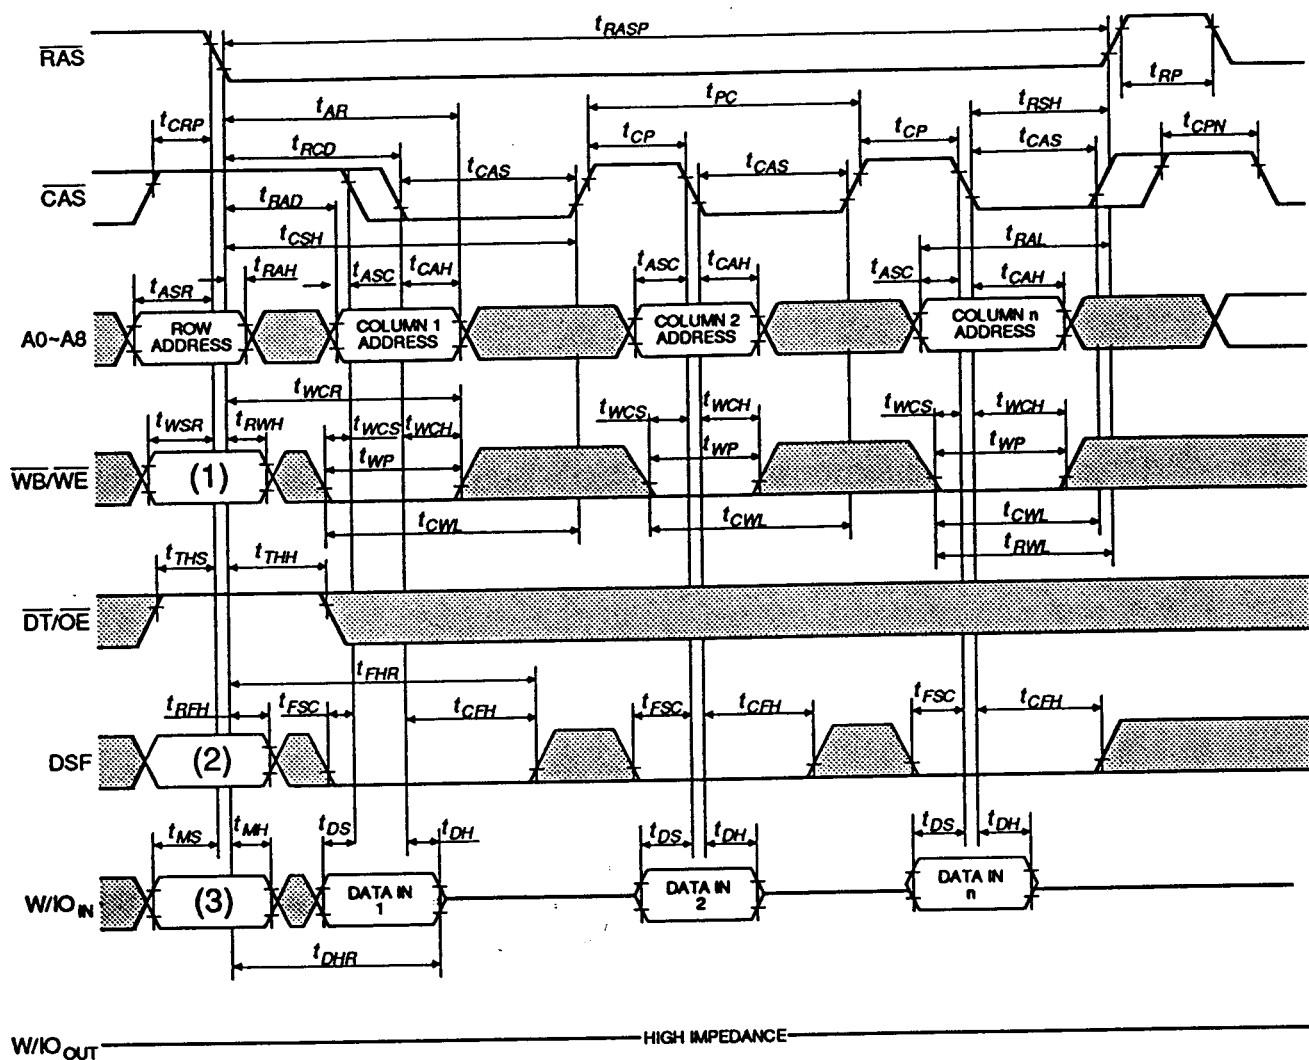 tRASP
RAS
tRP
tPC
tAR
tRSH
tCRP
tCP
tCP
tCPN
tRCD
tCAS
tCAS
tCAS
CAS
tRAD
tCSH
tRAL
tRAH
tASC
tCAH
tASC
tCAH
tASC
tCAH
tASR
A0~A8
ROW ADDRESS
COLUMN 1 ADDRESS
COLUMN 2 ADDRESS
COLUMN n ADDRESS
tWCR
tWSR
tRWH
tWCS
tWCH
tWCS
tWCH
tWCS
tWCH
tWP
tWP
tWP
WB/WE
(1)
tCWL
tCWL
tCWL
tRWL
tTHS
tTHH
DT/OE
tFHR
tRFH
tFSC
tCFH
tFSC
tCFH
tFSC
tCFH
DSF
(2)
tMS
tMH
tDS
tDH
tDS
tDH
tDS
tDH
W/IO IN
(3)
DATA IN 1
DATA IN 2
DATA IN n
tDHR
W/IO OUT
HIGH IMPEDANCE